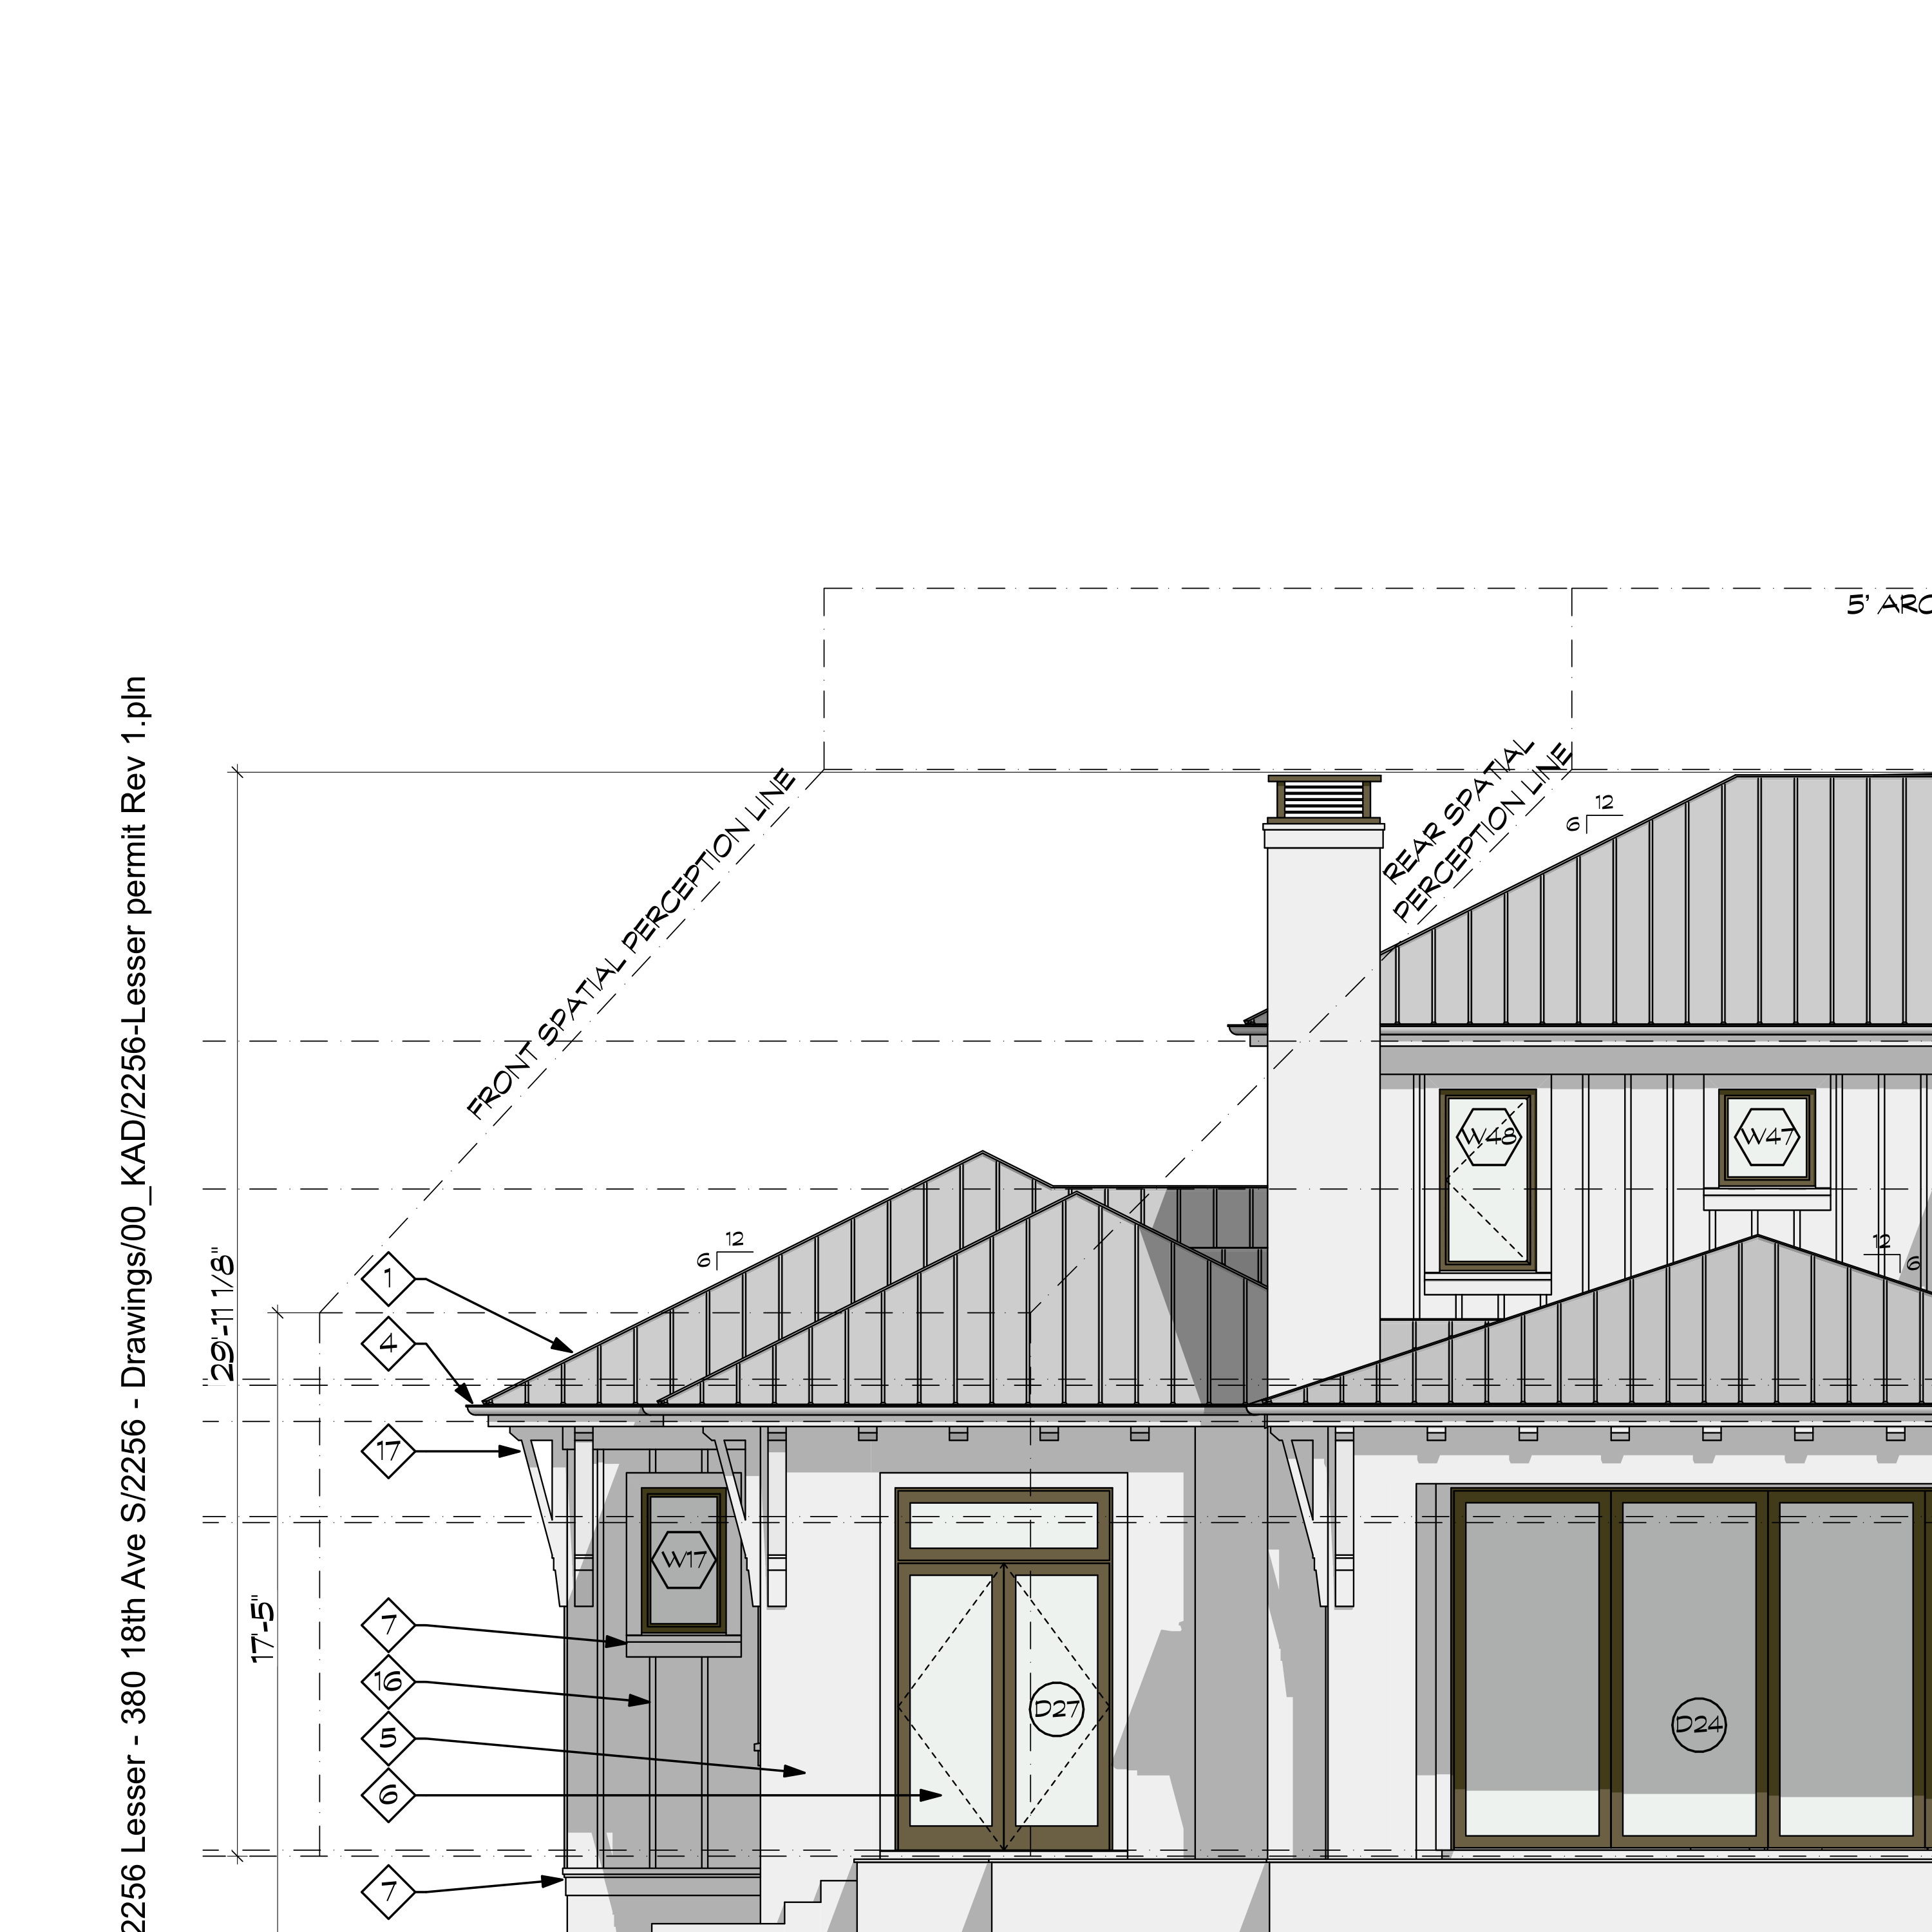 5'
FRONT SPATIAL PERCEPTION LINE
REAR SPATIAL
PERCEPTION LINE
12
6
W48
W47
12
6
12
6
1
4
17
W17
7
16
5
6
7
D27
D24
29'-11 1/8"
17'-5"
2256 Lesser - 380 18th Ave S/2256 - Drawings/00_KAD/2256-Lesser permit Rev 1.pln